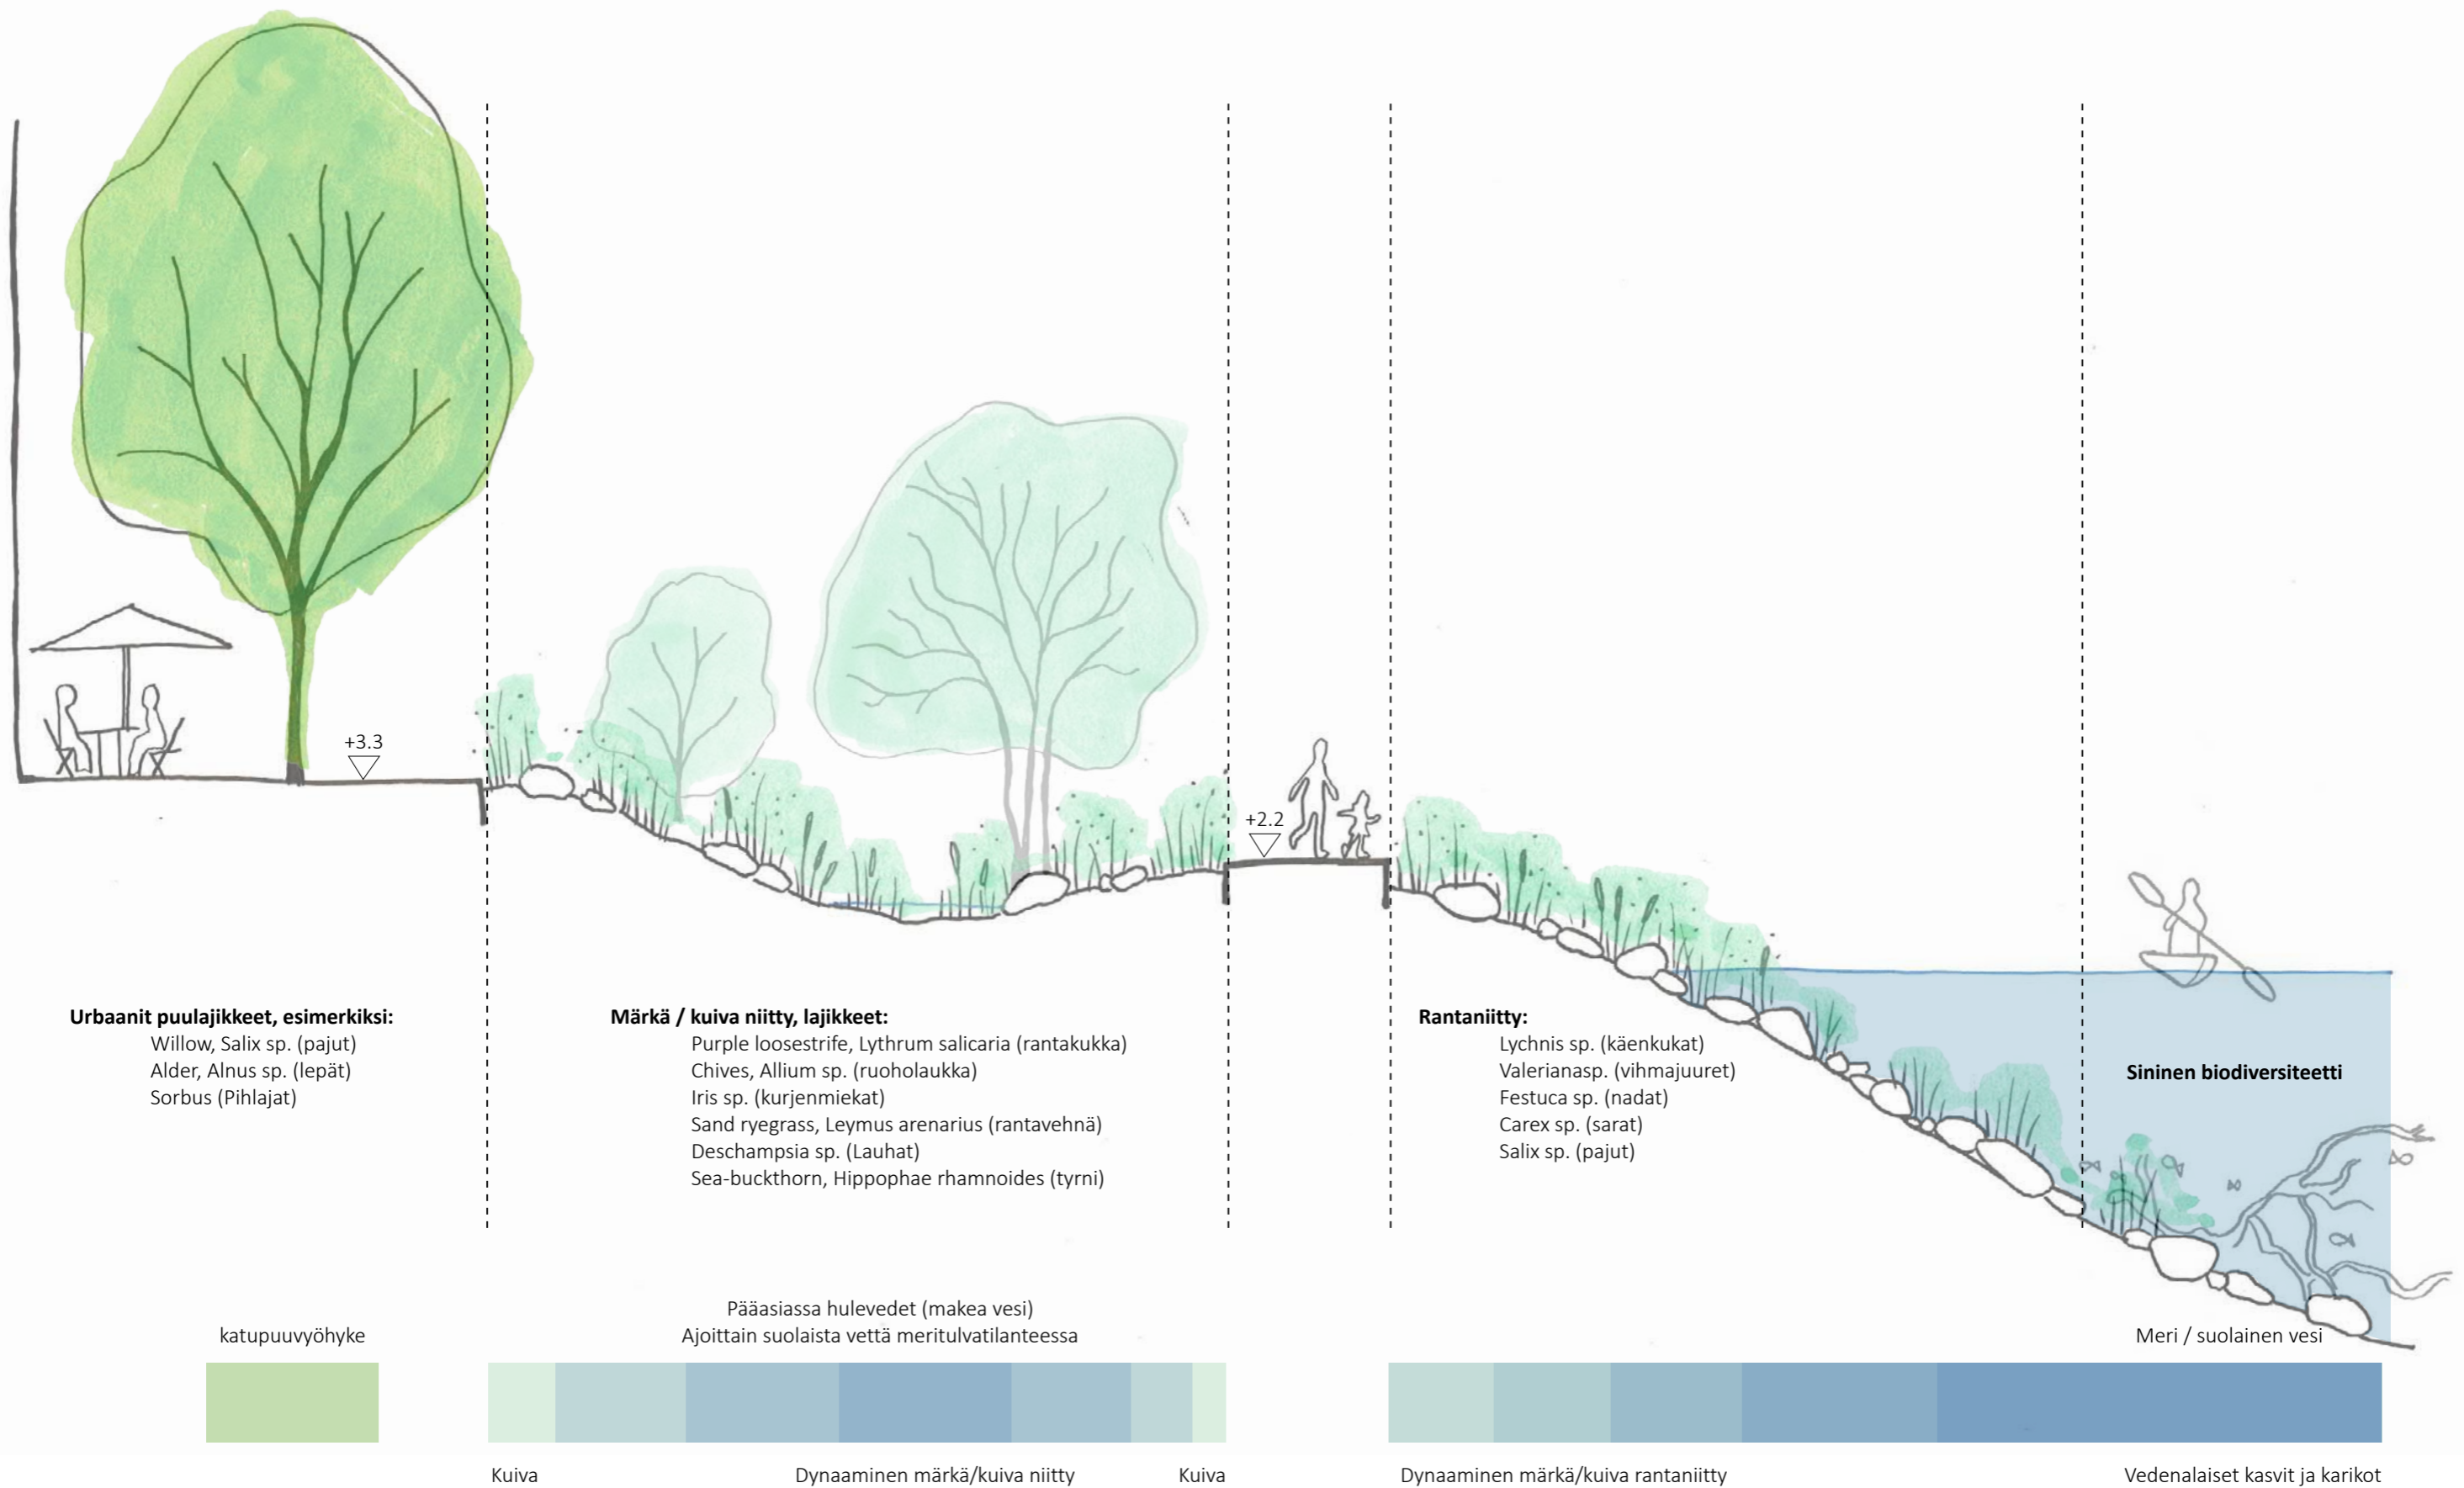 +3.3
+2.2
Urbaanit puulajikkeet, esimerkiksi:
Willow, Salix sp. (pajut)
Alder, Alnus sp. (lepät)
Sorbus (Pihlajat)
Märkä / kuiva niitty, lajikkeet:
Purple loosestrife, Lythrum salicaria (rantakukka)
Chives, Allium sp. (ruoholaukka)
Iris sp. (kurjenmiekat)
Sand ryegrass, Leymus arenarius (rantavehnä)
Deschampsia sp. (Lauhat)
Sea-buckthorn, Hippophae rhamnoides (tyrni)
Rantaniitty:
Lychnis sp. (käenkukat)
Valerianasp. (vihmajuuret)
Festuca sp. (nadat)
Carex sp. (sarat)
Salix sp. (pajut)
Sininen biodiversiteetti
katupuuvyöhyke
Pääasiassa hulevedet (makea vesi)
Ajoittain suolaista vettä meritulvatilanteessa
Meri / suolainen vesi
Kuiva
Dynaaminen märkä/kuiva niitty
Kuiva
Dynaaminen märkä/kuiva rantaniitty
Vedenalaiset kasvit ja karikot